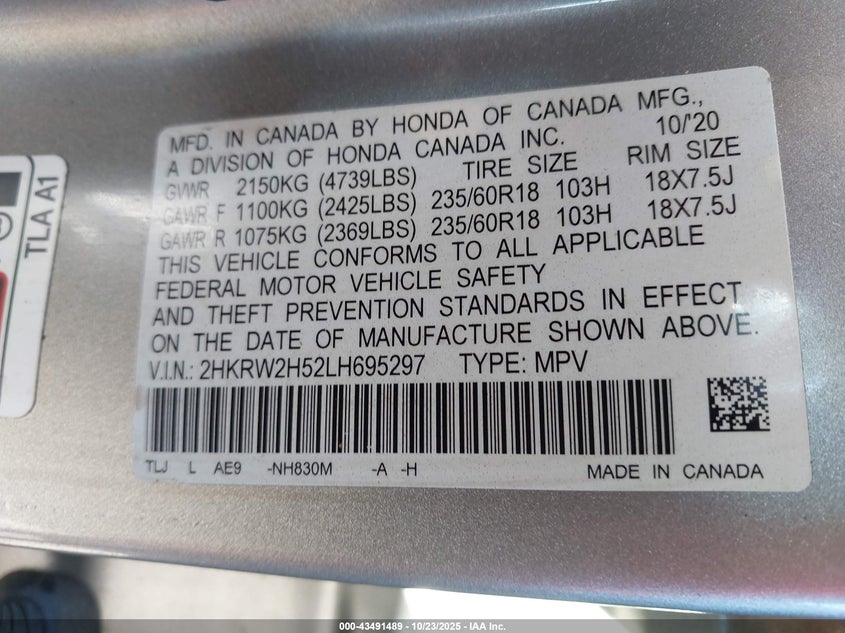 MFD. IN CANADA BY HONDA OF CANADA MFG.,
A DIVISION OF HONDA CANADA INC. 10/'20
GVWR 2150KG (4739LBS) TIRE SIZE RIM SIZE
GAWR F 1100KG (2425LBS) 235/60R18 103H 18X7.5J
GAWR R 1075KG (2369LBS) 235/60R18 103H 18X7.5J
THIS VEHICLE CONFORMS TO ALL APPLICABLE
FEDERAL MOTOR VEHICLE SAFETY
AND THEFT PREVENTION STANDARDS IN EFFECT
ON THE DATE OF MANUFACTURE SHOWN ABOVE.
V.I.N.: 2HKRW2H52LH695297 TYPE: MPV
TLJ L AE9 -NH830M -A -H MADE IN CANADA
TLA A1
000-43491489 - 10/23/2025 - IAA Inc.